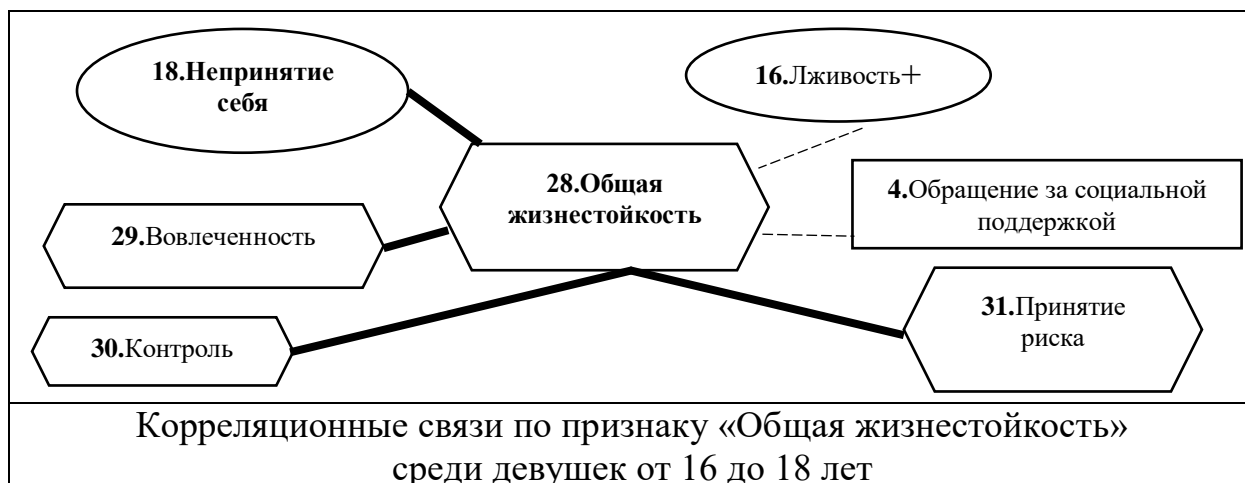 18.Непринятие
себя
16.Лживость+
28.Общая
жизнестойкость
4.Обращение за социальной
поддержкой
29.Вовлеченность
31.Принятие
риска
30.Контроль
Корреляционные связи по признаку «Общая жизнестойкость»
среди девушек от 16 до 18 лет